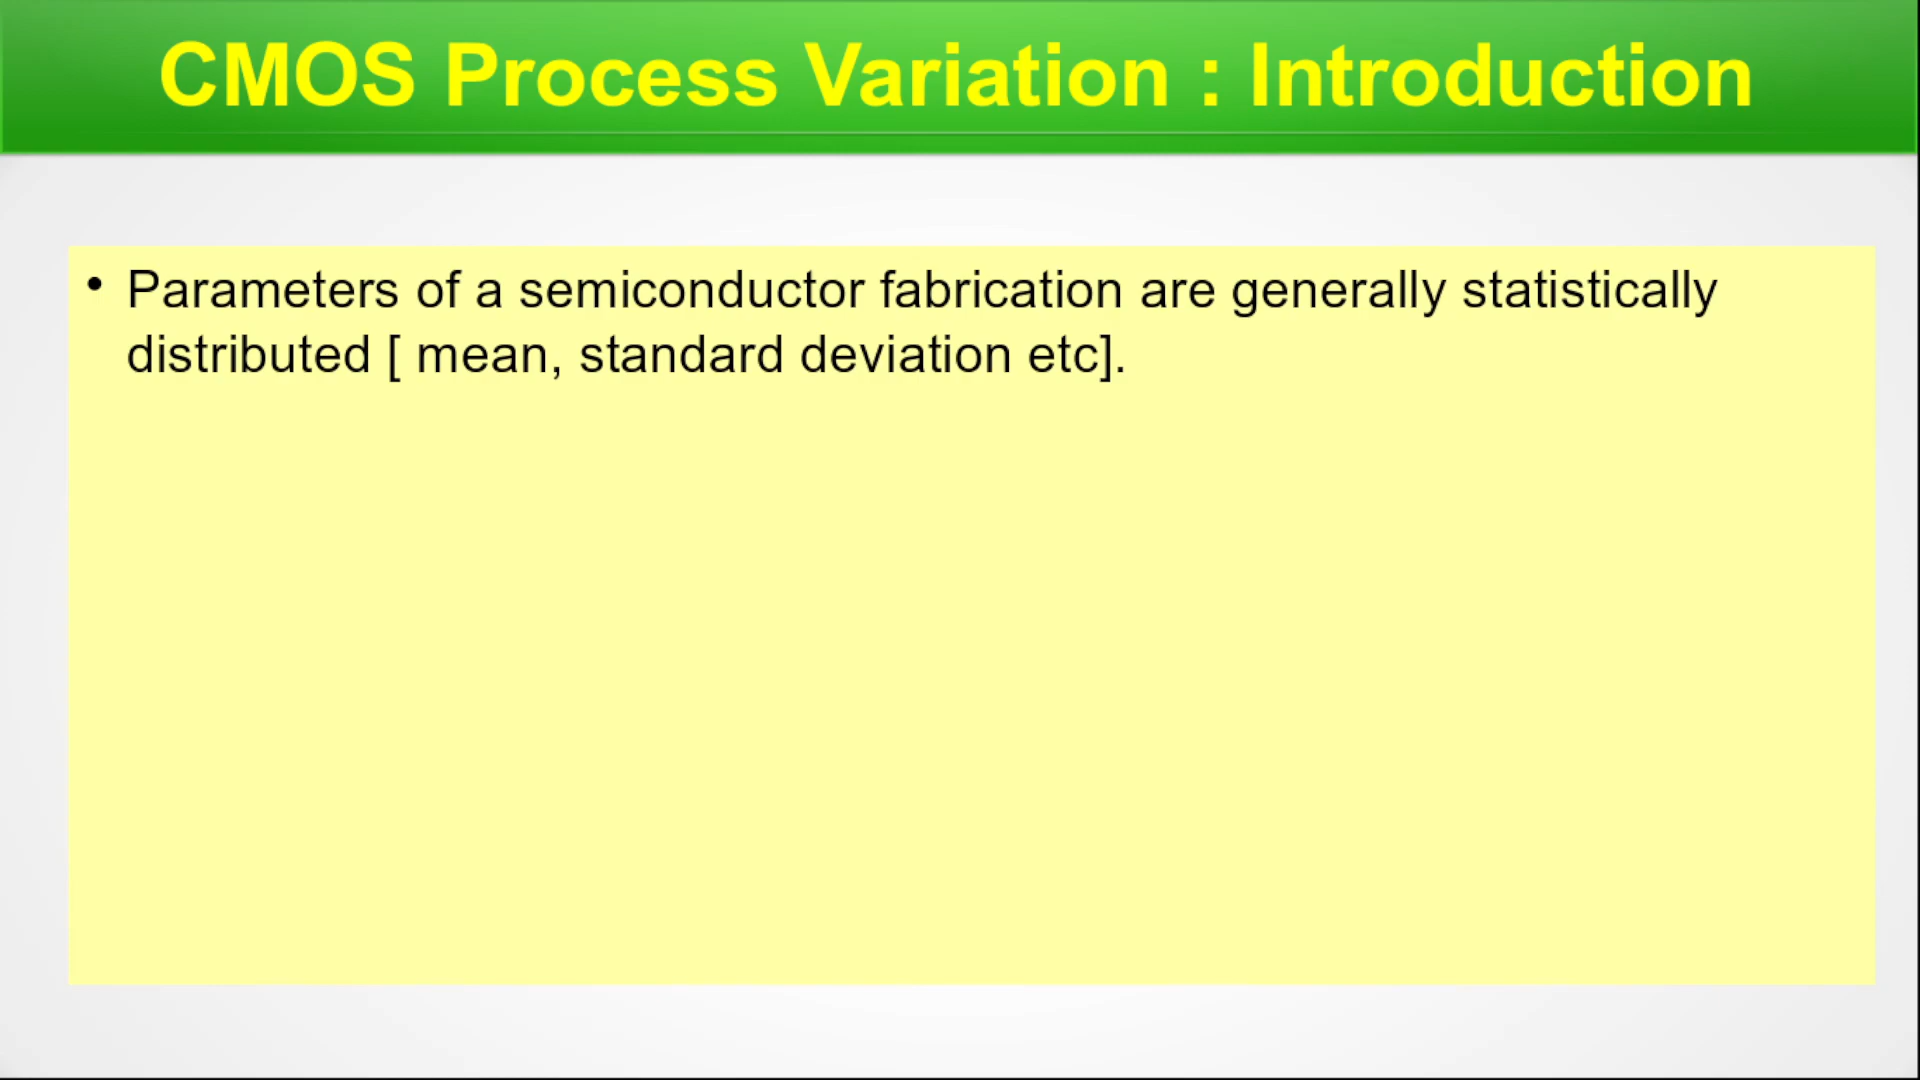 CMOS Process Variation : Introduction
• Parameters of a semiconductor fabrication are generally statistically
distributed [ mean, standard deviation etc].